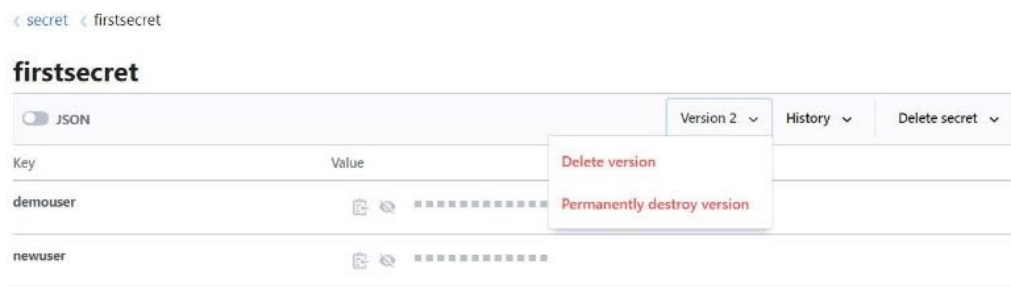 secret firstsecret
firstsecret
JSON Version 2 History Delete secret
Key Value
Delete version
demouser
Permanently destroy version
newuser